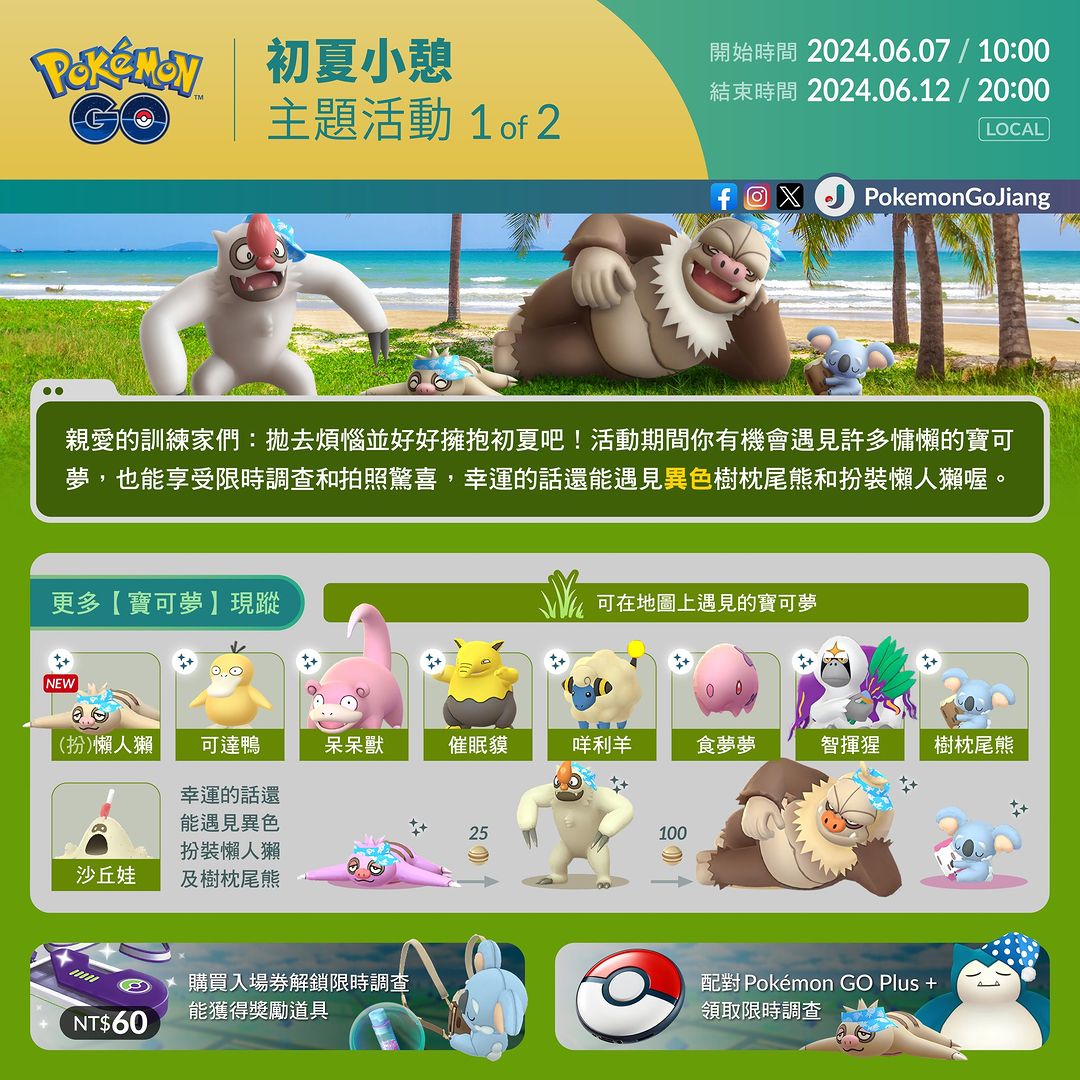 POKÉMON
GO
TM
初夏小憩
主題活動 1 of 2
開始時間 2024.06.07 / 10:00
結束時間 2024.06.12 / 20:00
LOCAL
PokemonGoJiang
親愛的訓練家們：拋去煩惱並好好擁抱初夏吧！活動期間你有機會遇見許多慵懶的寶可
夢，也能享受限時調查和拍照驚喜，幸運的話還能遇見異色樹枕尾熊和扮裝懶人獺喔。
更多【寶可夢】現蹤
可在地圖上遇見的寶可夢
NEW
(扮)懶人獺
可達鴨
呆呆獸
催眠貘
咩利羊
食夢夢
智揮猩
樹枕尾熊
沙丘娃
幸運的話還
能遇見異色
扮裝懶人獺
及樹枕尾熊
25
100
NT$60
購買入場券解鎖限時調查
能獲得獎勵道具
配對Pokémon GO Plus +
領取限時調查